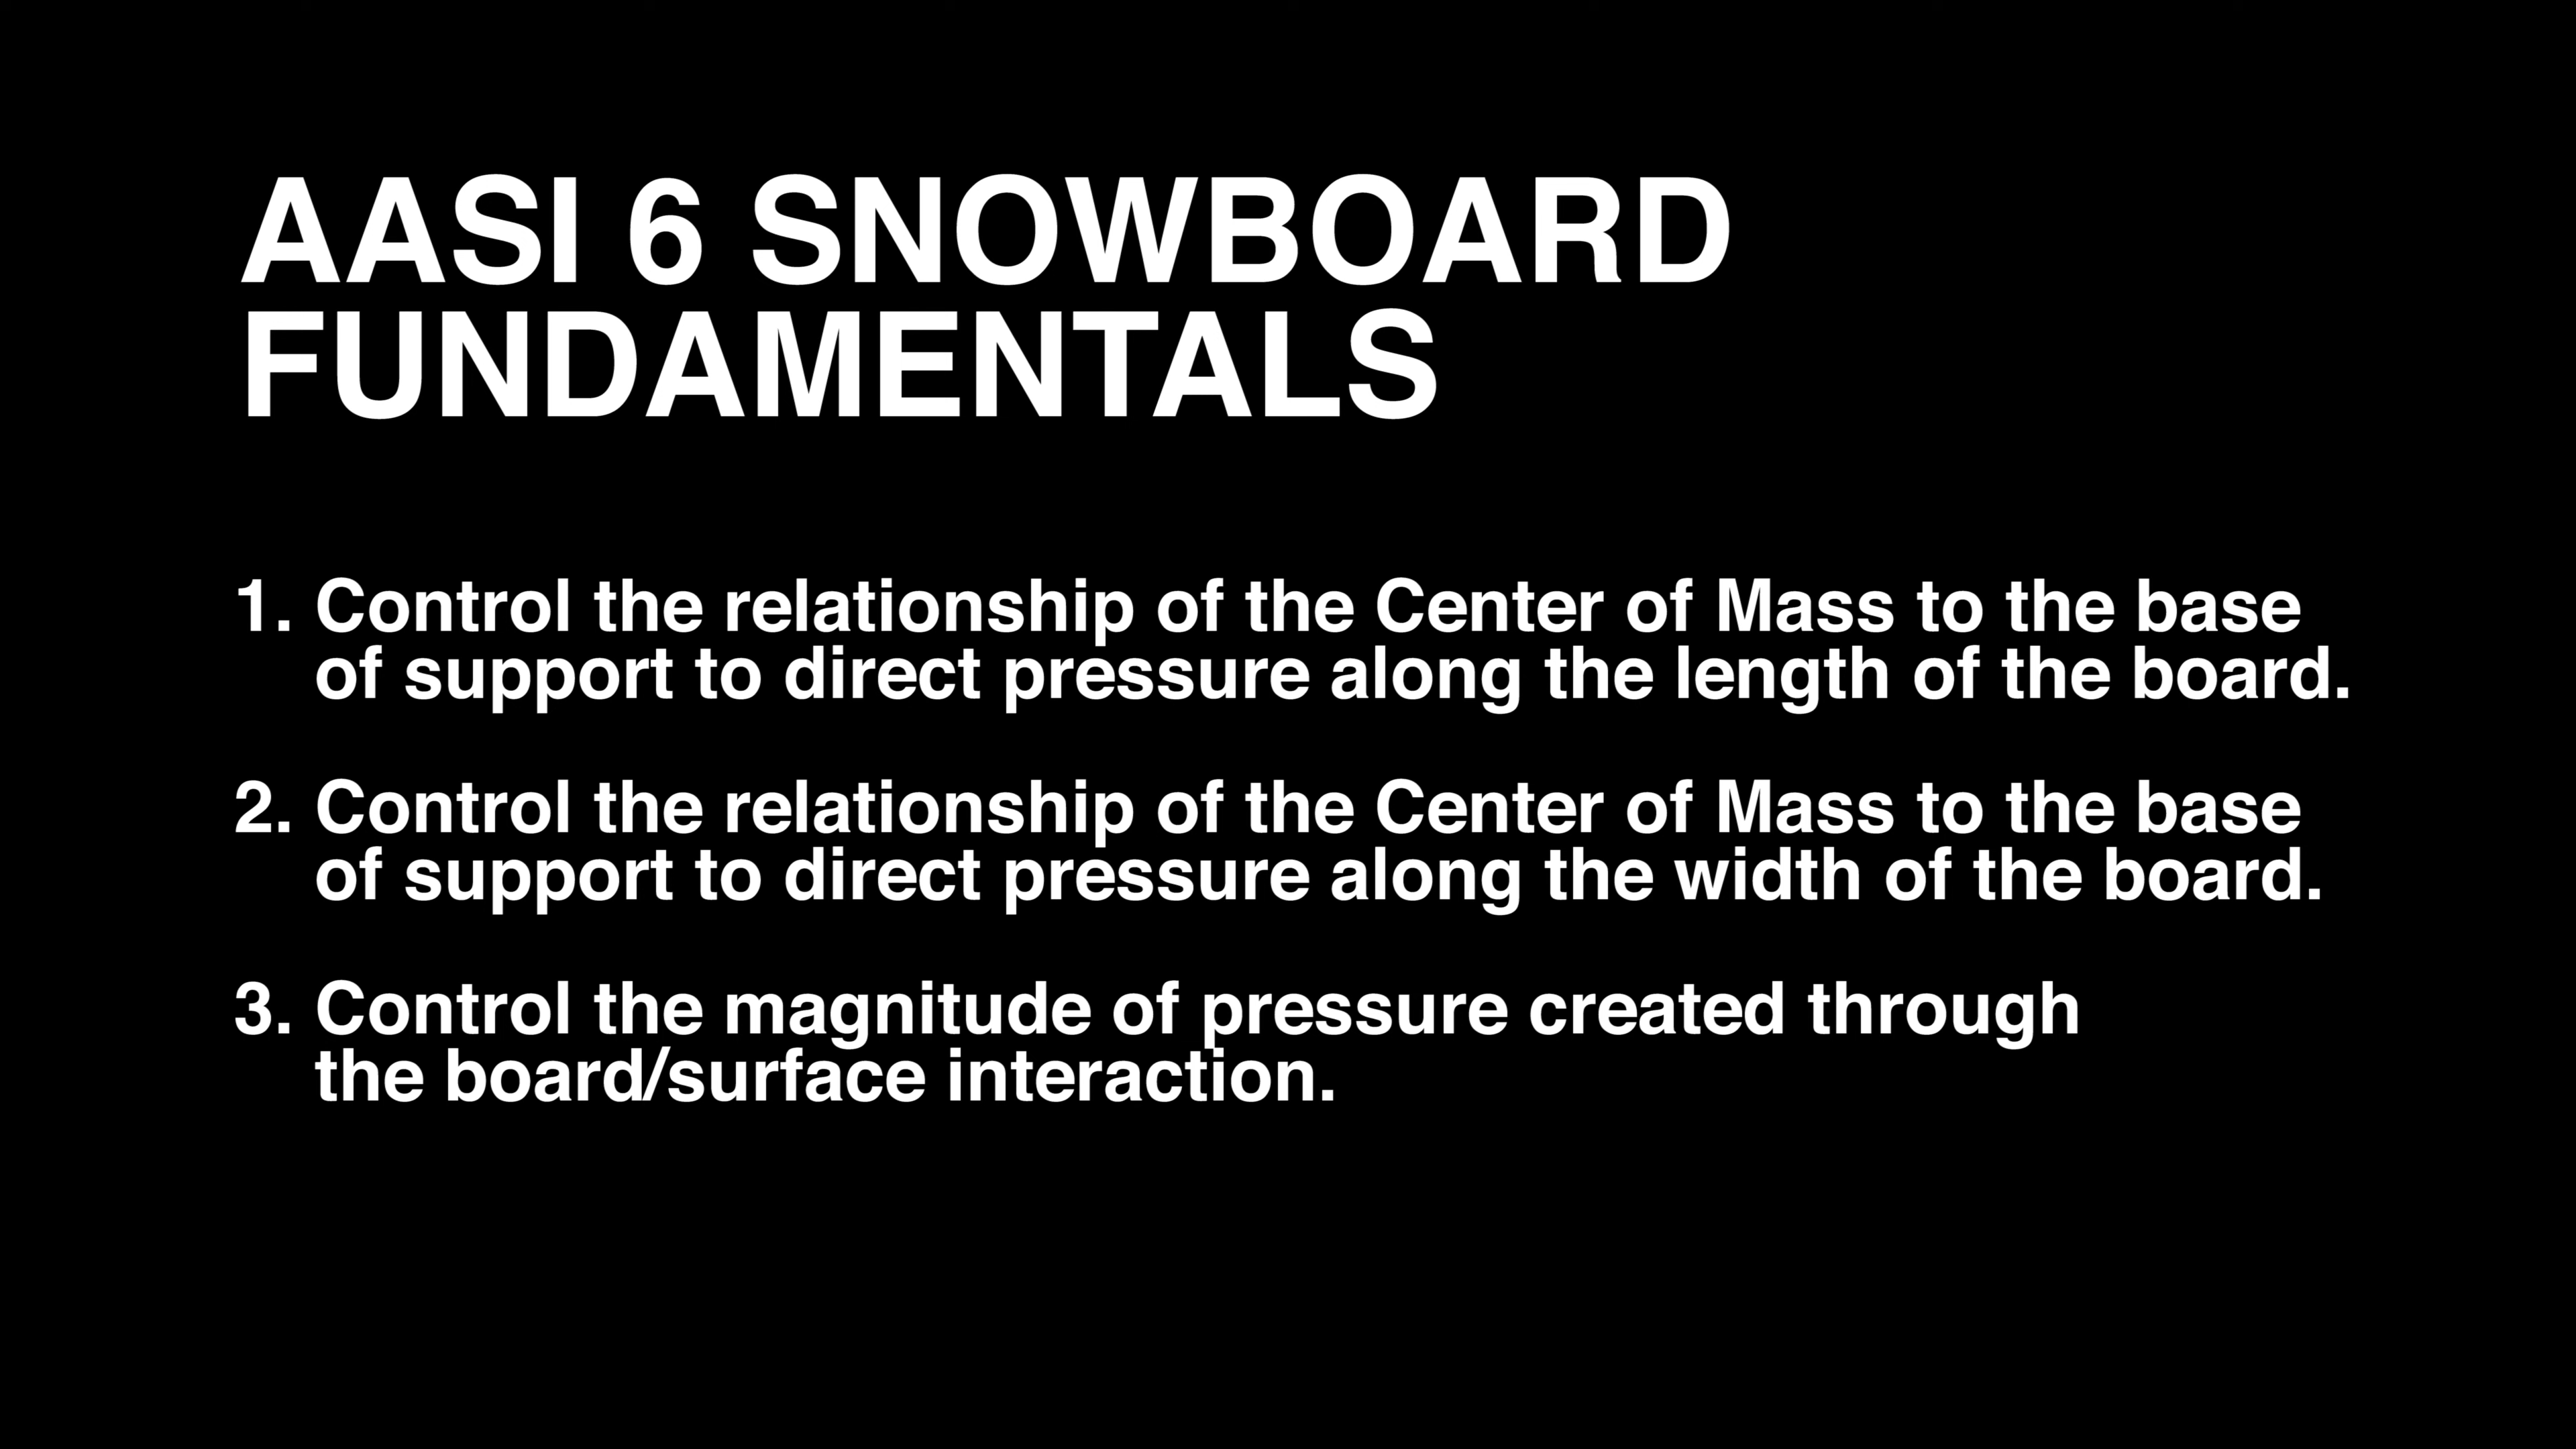 AASI 6 SNOWBOARD
FUNDAMENTALS
1. Control the relationship of the Center of Mass to the base
of support to direct pressure along the length of the board.
2. Control the relationship of the Center of Mass to the base
of support to direct pressure along the width of the board.
3. Control the magnitude of pressure created through
the board/surface interaction.